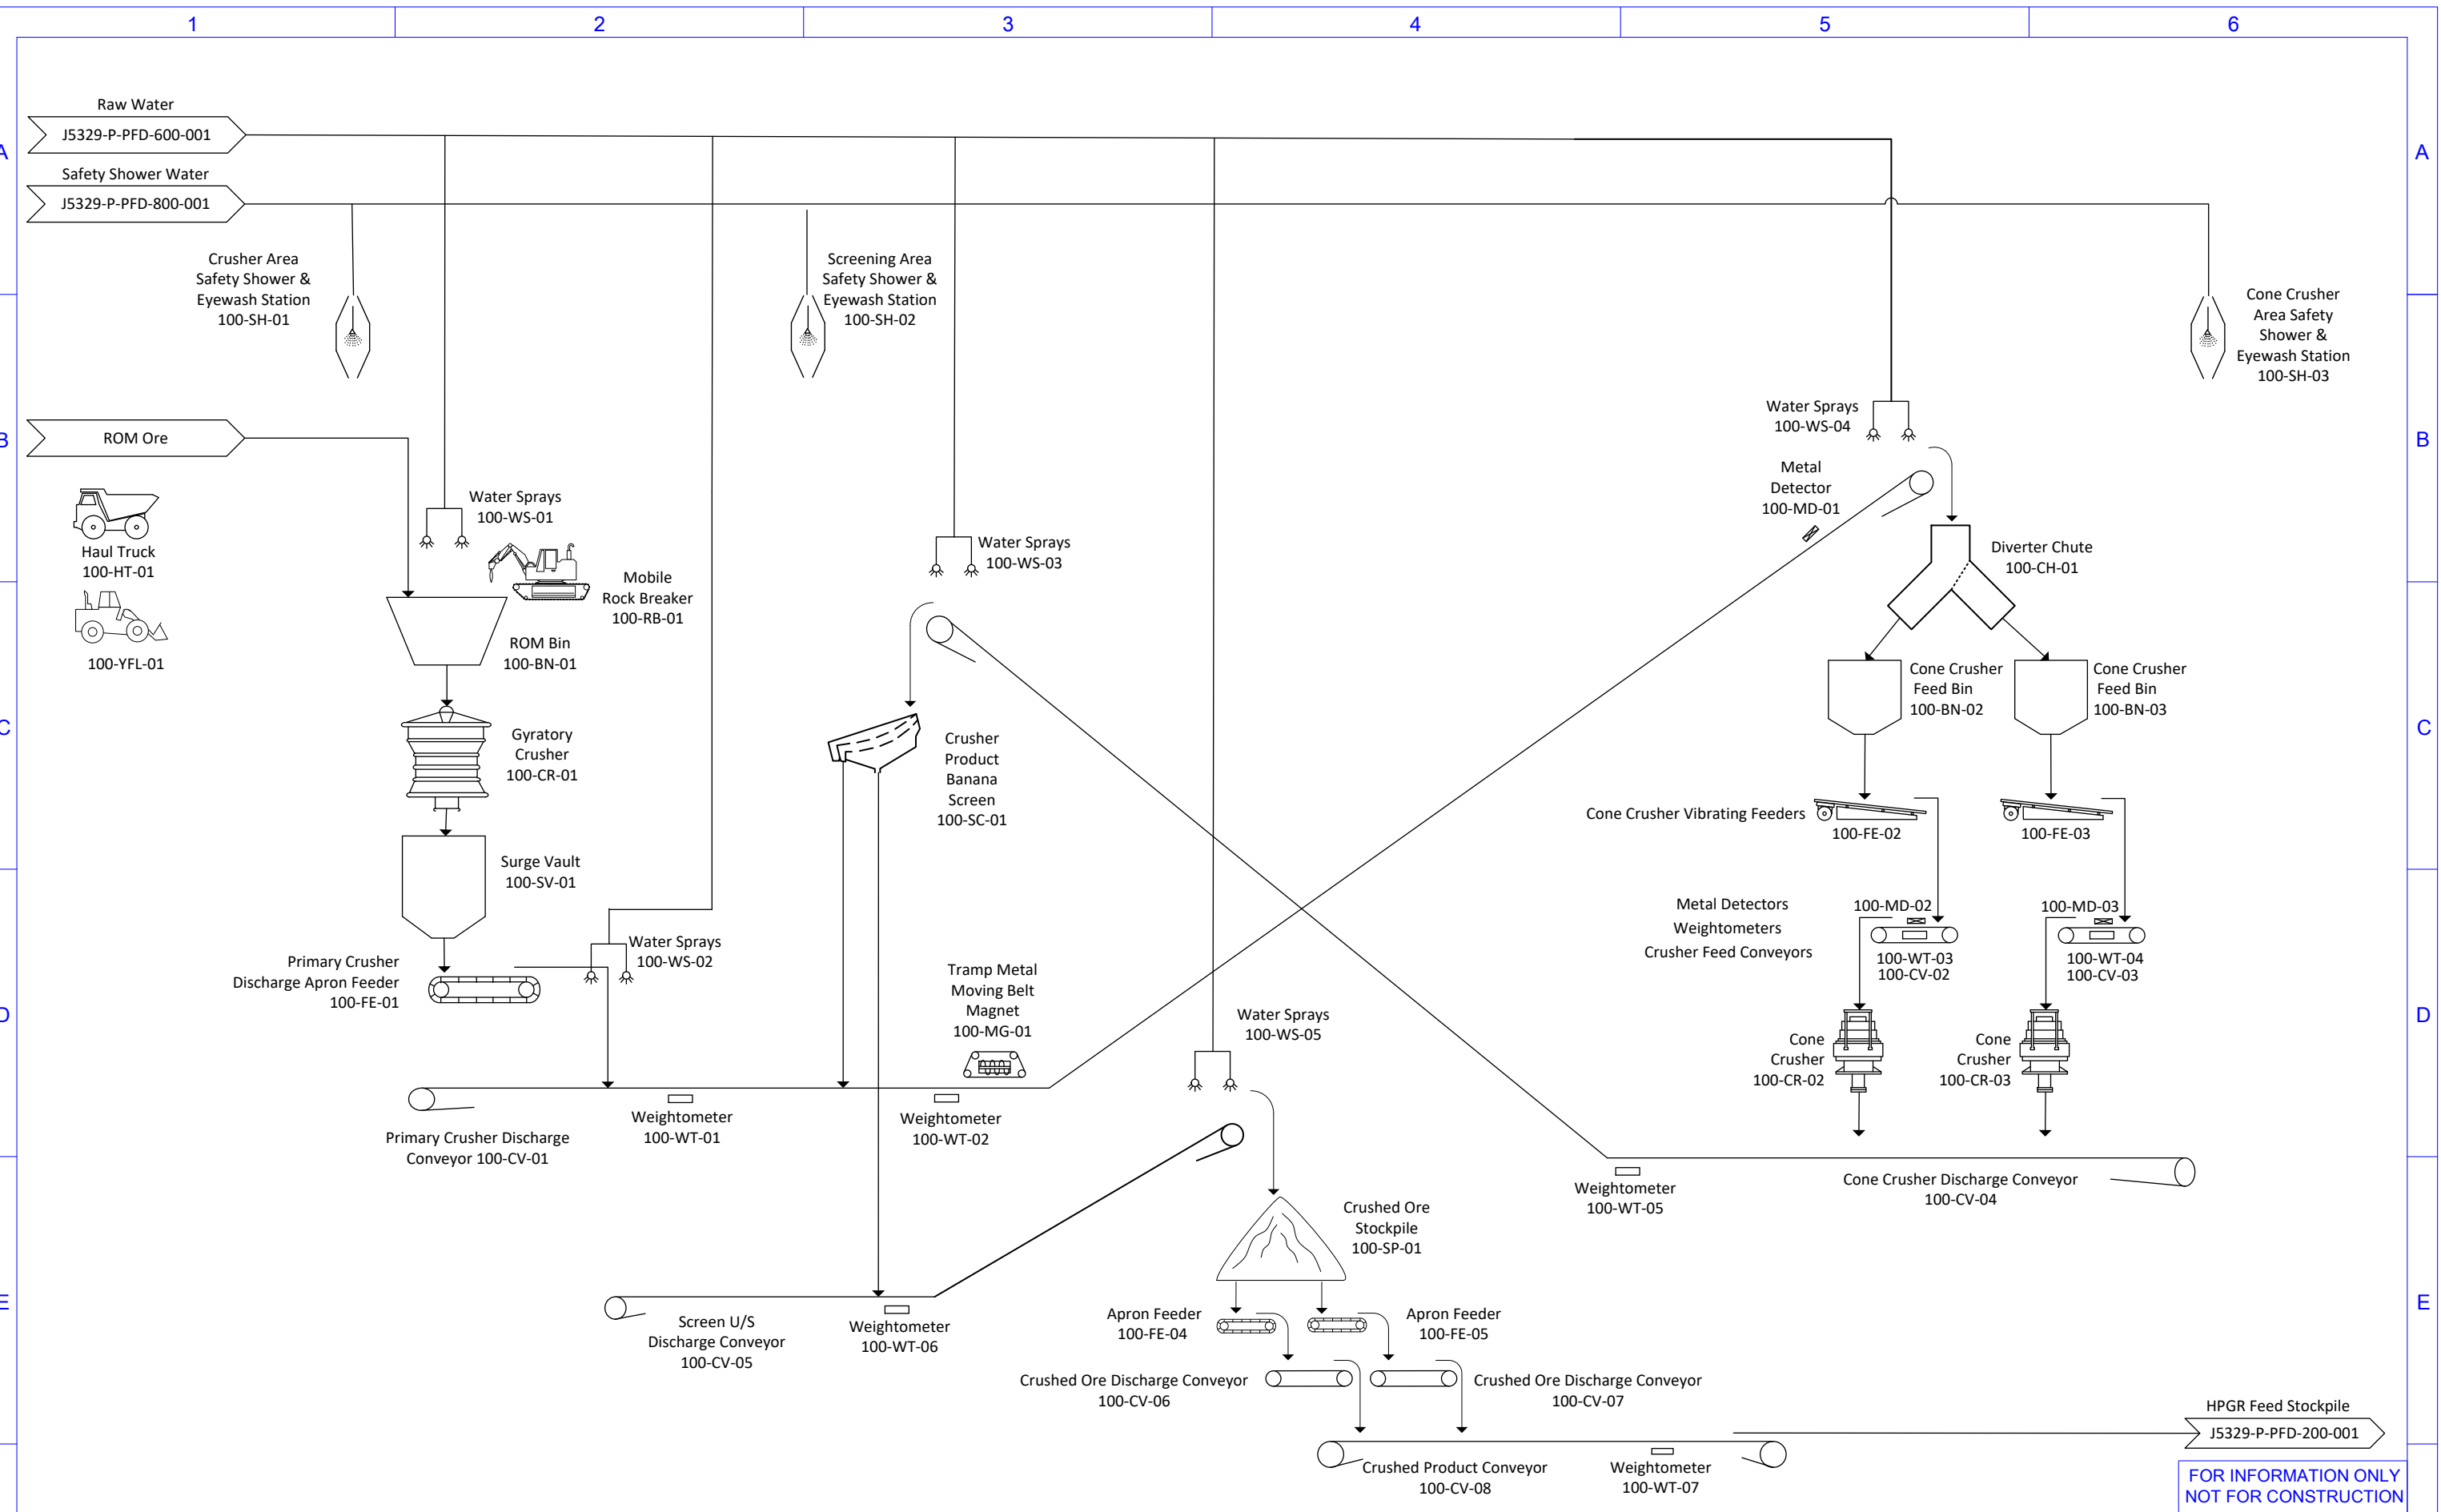 1
2
3
4
5
6
A
A
Raw Water
J5329-P-PFD-600-001
Safety Shower Water
J5329-P-PFD-800-001
Crusher Area
Safety Shower &
Eyewash Station
100-SH-01
Screening Area
Safety Shower &
Eyewash Station
100-SH-02
Cone Crusher
Area Safety
Shower &
Eyewash Station
100-SH-03
B
B
ROM Ore
Haul Truck
100-HT-01
100-YFL-01
Water Sprays
100-WS-01
Mobile
Rock Breaker
100-RB-01
ROM Bin
100-BN-01
Water Sprays
100-WS-03
Water Sprays
100-WS-04
Metal
Detector
100-MD-01
Diverter Chute
100-CH-01
C
C
Gyratory
Crusher
100-CR-01
Crusher
Product
Banana
Screen
100-SC-01
Cone Crusher
Feed Bin
100-BN-02
Cone Crusher
Feed Bin
100-BN-03
Cone Crusher Vibrating Feeders
100-FE-02
100-FE-03
Surge Vault
100-SV-01
Metal Detectors
Weightometers
Crusher Feed Conveyors
100-MD-02
100-WT-03
100-CV-02
100-MD-03
100-WT-04
100-CV-03
D
D
Primary Crusher
Discharge Apron Feeder
100-FE-01
Water Sprays
100-WS-02
Tramp Metal
Moving Belt
Magnet
100-MG-01
Water Sprays
100-WS-05
Cone
Crusher
100-CR-02
Cone
Crusher
100-CR-03
Primary Crusher Discharge
Conveyor 100-CV-01
Weightometer
100-WT-01
Weightometer
100-WT-02
Weightometer
100-WT-05
Cone Crusher Discharge Conveyor
100-CV-04
Crushed Ore
Stockpile
100-SP-01
E
E
Screen U/S
Discharge Conveyor
100-CV-05
Weightometer
100-WT-06
Apron Feeder
100-FE-04
Apron Feeder
100-FE-05
Crushed Ore Discharge Conveyor
100-CV-06
Crushed Ore Discharge Conveyor
100-CV-07
HPGR Feed Stockpile
J5329-P-PFD-200-001
Crushed Product Conveyor
100-CV-08
Weightometer
100-WT-07
FOR INFORMATION ONLY
NOT FOR CONSTRUCTION